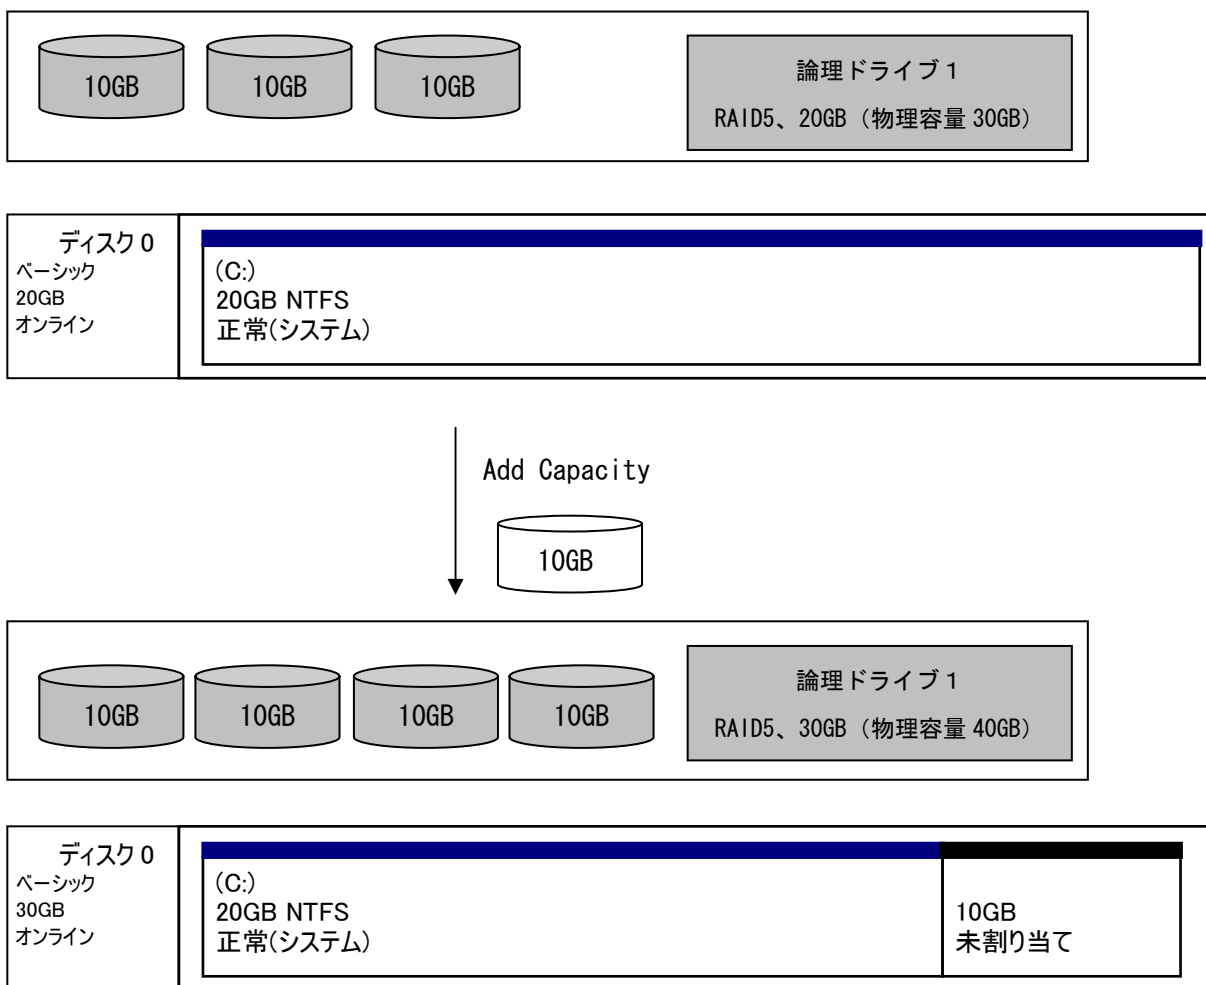 10GB
10GB
10GB
論理ドライブ1
RAID5、20GB（物理容量 30GB）
ディスク 0
ベーシック
20GB
オンライン
(C:)
20GB NTFS
正常(システム)
Add Capacity
10GB
10GB
10GB
10GB
10GB
論理ドライブ1
RAID5、30GB（物理容量 40GB）
ディスク 0
ベーシック
30GB
オンライン
(C:)
20GB NTFS
正常(システム)
10GB
未割り当て